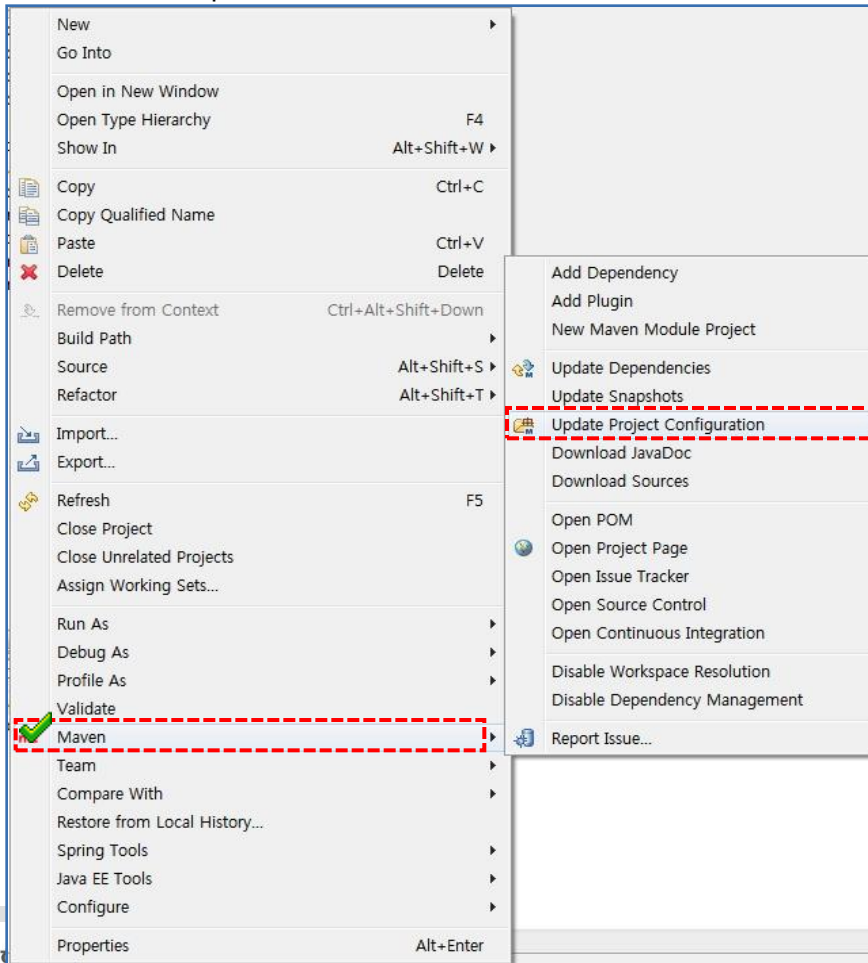 New
Go Into
Open in New Window
Open Type Hierarchy F4
Show In Alt+Shift+W
Copy Ctrl+C
Copy Qualified Name
Paste Ctrl+V
Delete Delete
Remove from Context Ctrl+Alt+Shift+Down
Build Path
Source Alt+Shift+S
Refactor Alt+Shift+T
Import...
Export...
Refresh F5
Close Project
Close Unrelated Projects
Assign Working Sets...
Run As
Debug As
Profile As
Validate
Maven
Team
Compare With
Restore from Local History...
Spring Tools
Java EE Tools
Configure
Properties Alt+Enter
Add Dependency
Add Plugin
New Maven Module Project
Update Dependencies
Update Snapshots
Update Project Configuration
Download JavaDoc
Download Sources
Open POM
Open Project Page
Open Issue Tracker
Open Source Control
Open Continuous Integration
Disable Workspace Resolution
Disable Dependency Management
Report Issue...